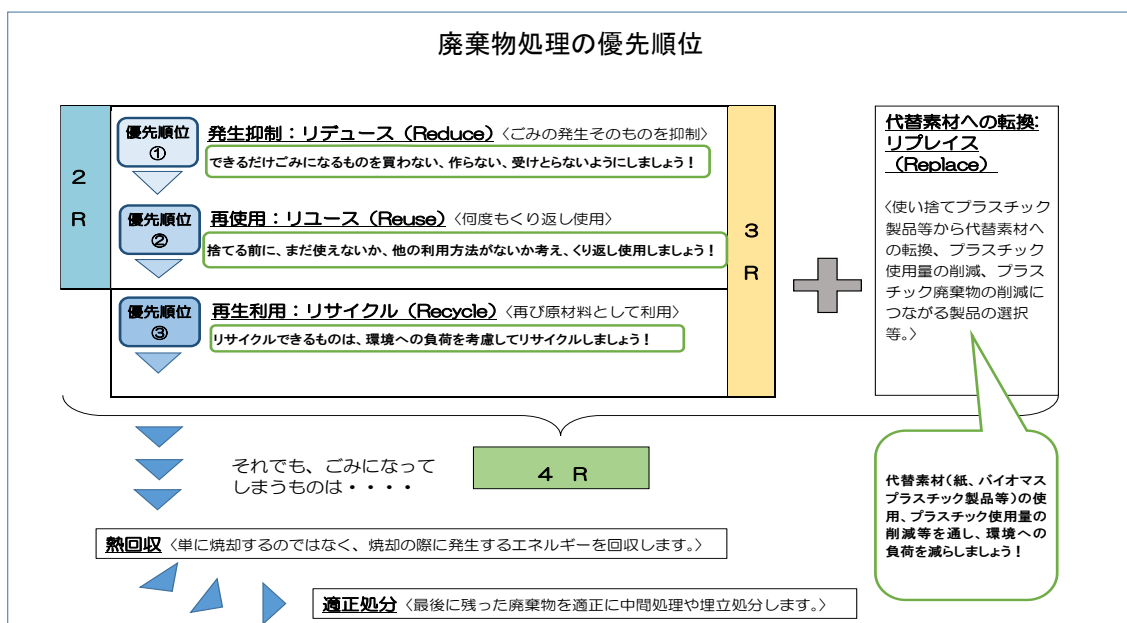 廃棄物処理の優先順位
2
R
優先順位
①
発生抑制：リデュース（Reduce）〈ごみの発生そのものを抑制〉
できるだけごみになるものを買わない、作らない、受けとらないようにしましょう！
優先順位
②
再使用：リユース（Reuse）〈何度もくり返し使用〉
捨てる前に、まだ使えないか、他の利用方法がないか考え、くり返し使用しましょう！
優先順位
③
再生利用：リサイクル（Recycle）〈再び原材料として利用〉
リサイクルできるものは、環境への負荷を考慮してリサイクルしましょう！
3
R
代替素材への転換:
リプレイス
（Replace）
〈使い捨てプラスチック
製品等から代替素材へ
の転換、プラスチック
使用量の削減、プラス
チック廃棄物の削減に
つながる製品の選択
等。〉
代替素材（紙、バイオマス
プラスチック製品等）の使
用、プラスチック使用量の
削減等を通し、環境への
負荷を減らしましょう！
それでも、ごみになって
しまうものは・・・・
4 R
熱回収〈単に焼却するのではなく、焼却の際に発生するエネルギーを回収します。〉
適正処分〈最後に残った廃棄物を適正に中間処理や埋立処分します。〉